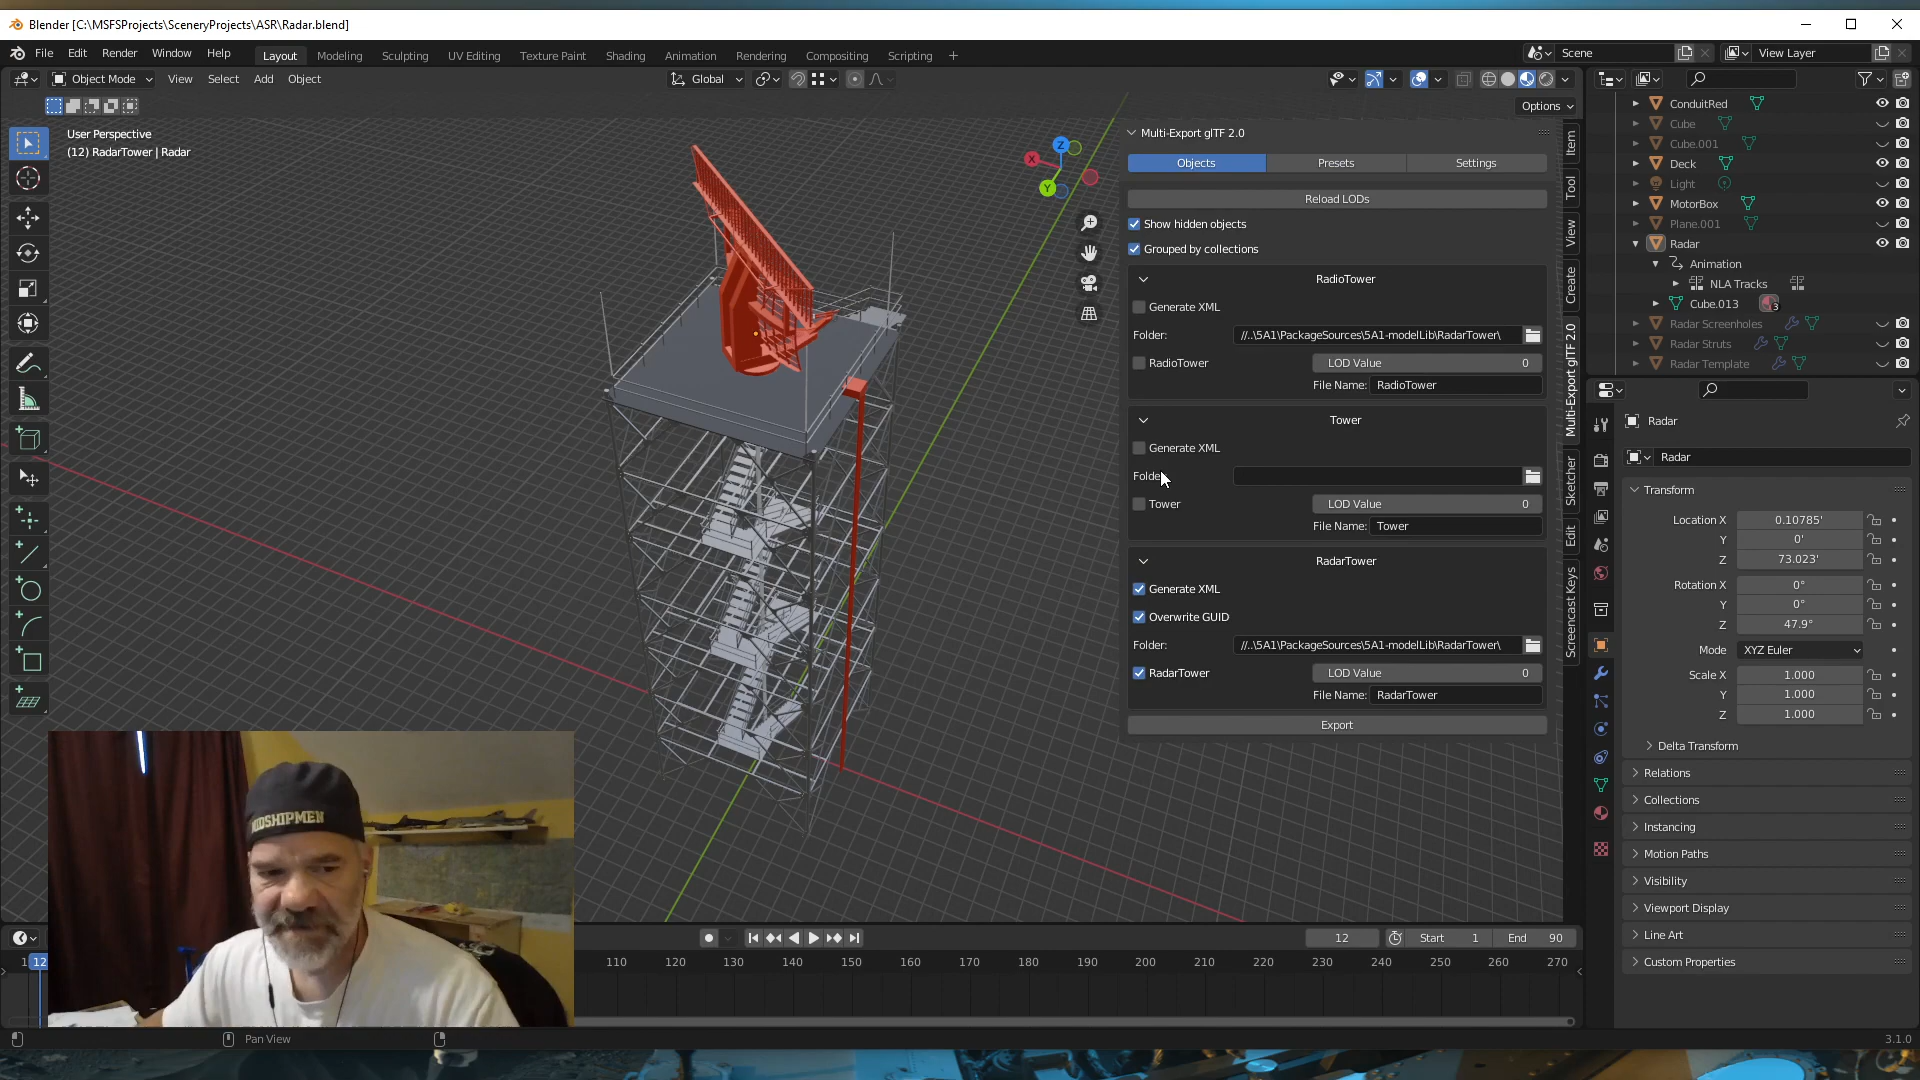 Blender [C:\MSFSProjects\SceneryProjects\ASR\Radar.blend]
File Edit Render Window Help Layout Modeling Sculpting UV Editing Texture Paint Shading Animation Rendering Compositing Scripting + Scene View Layer
Object Mode View Select Add Object Global
Options
User Perspective
(12) RadarTower | Radar
X Y Z
Multi-Export glTF 2.0
Objects Presets Settings
Reload LODs
Show hidden objects
Grouped by collections
RadioTower
Generate XML
Folder: //..\5A1\PackageSources\5A1-modelLib\RadarTower\
RadioTower LOD Value 0
File Name: RadioTower
Tower
Generate XML
Folder
Tower LOD Value 0
File Name: Tower
RadarTower
Generate XML
Overwrite GUID
Folder: //..\5A1\PackageSources\5A1-modelLib\RadarTower\
RadarTower LOD Value 0
File Name: RadarTower
Export
Item
Tool
View
Create
Multi-Export glTF 2.0
Sketcher
Edit
Screencast Keys
ConduitRed
Cube
Cube.001
Deck
Light
MotorBox
Plane.001
Radar
Animation
NLA Tracks
Cube.013 3
Radar Screenholes
Radar Struts
Radar Template
Radar
Radar
Transform
Location X 0.10785'
Y 0'
Z 73.023'
Rotation X 0°
Y 0°
Z 47.9°
Mode XYZ Euler
Scale X 1.000
Y 1.000
Z 1.000
Delta Transform
Relations
Collections
Instancing
Motion Paths
Visibility
Viewport Display
Line Art
Custom Properties
MIDSHIPMEN
12 Start 1 End 90
1 12 110 120 130 140 150 160 170 180 190 200 210 220 230 240 250 260 270
Pan View
3.1.0